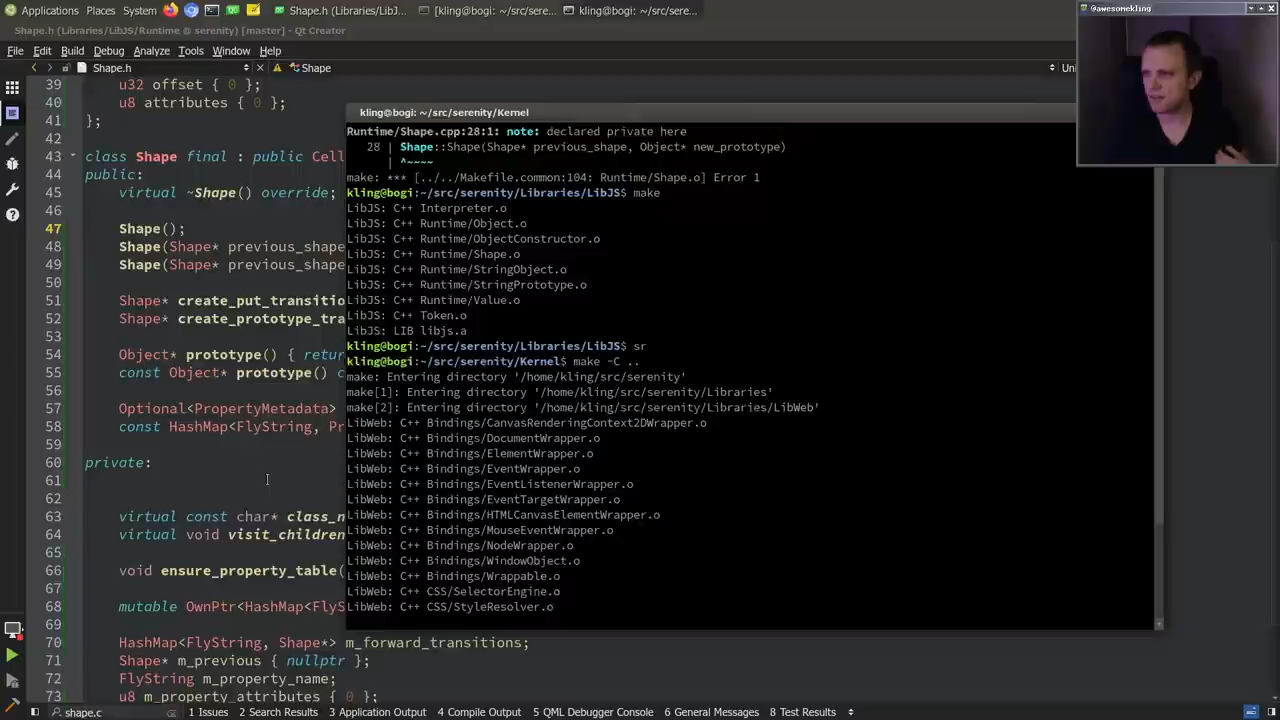 Applications Places System Shape.h (Libraries/LibJ... [kling@bogi: ~/src/sere... kling@bogi: ~/src/sere...
Shape.h (Libraries/LibJS/Runtime @ serenity) [master] - Qt Creator
@awesomekling
File Edit Build Debug Analyze Tools Window Help
Shape.h Shape
39 u32 offset { 0 };
40 u8 attributes { 0 };
41 };
42
43 class Shape final : public Cell
44 public:
45 virtual ~Shape() override;
46
47 Shape();
48 Shape(Shape* previous_shape
49 Shape(Shape* previous_shape
50
51 Shape* create_put_transitio
52 Shape* create_prototype_tra
53
54 Object* prototype() { retur
55 const Object* prototype() c
56
57 Optional<PropertyMetadata>
58 const HashMap<FlyString, Pr
59
60 private:
61
62
63 virtual const char* class_n
64 virtual void visit_children
65
66 void ensure_property_table(
67
68 mutable OwnPtr<HashMap<FlyS
70 HashMap<FlyString, Shape*> m_forward_transitions;
71 Shape* m_previous { nullptr };
72 FlyString m_property_name;
73 u8 m_property_attributes { 0 };
kling@bogi: ~/src/serenity/Kernel
Runtime/Shape.cpp:28:1: note: declared private here
28 | Shape::Shape(Shape* previous_shape, Object* new_prototype)
| ^~~~~
make: *** [../../Makefile.common:104: Runtime/Shape.o] Error 1
kling@bogi:~/src/serenity/Libraries/LibJS$ make
LibJS: C++ Interpreter.o
LibJS: C++ Runtime/Object.o
LibJS: C++ Runtime/ObjectConstructor.o
LibJS: C++ Runtime/Shape.o
LibJS: C++ Runtime/StringObject.o
LibJS: C++ Runtime/StringPrototype.o
LibJS: C++ Runtime/Value.o
LibJS: C++ Token.o
LibJS: LIB libjs.a
kling@bogi:~/src/serenity/Libraries/LibJS$ sr
kling@bogi:~/src/serenity/Kernel$ make -C ..
make: Entering directory '/home/kling/src/serenity'
make[1]: Entering directory '/home/kling/src/serenity/Libraries'
make[2]: Entering directory '/home/kling/src/serenity/Libraries/LibWeb'
LibWeb: C++ Bindings/CanvasRenderingContext2DWrapper.o
LibWeb: C++ Bindings/DocumentWrapper.o
LibWeb: C++ Bindings/ElementWrapper.o
LibWeb: C++ Bindings/EventWrapper.o
LibWeb: C++ Bindings/EventListenerWrapper.o
LibWeb: C++ Bindings/EventTargetWrapper.o
LibWeb: C++ Bindings/HTMLCanvasElementWrapper.o
LibWeb: C++ Bindings/MouseEventWrapper.o
LibWeb: C++ Bindings/NodeWrapper.o
LibWeb: C++ Bindings/WindowObject.o
LibWeb: C++ Bindings/Wrappable.o
LibWeb: C++ CSS/SelectorEngine.o
LibWeb: C++ CSS/StyleResolver.o
shape.c 1 Issues 2 Search Results 3 Application Output 4 Compile Output 5 QML Debugger Console 6 General Messages 8 Test Results